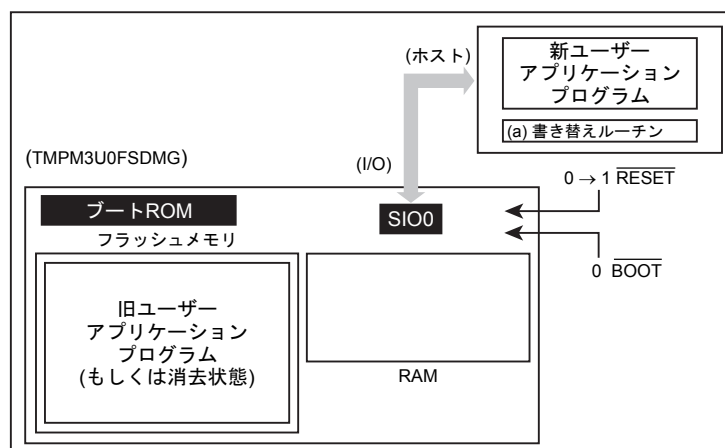 (ホスト)
新ユーザー
アプリケーション
プログラム
(a) 書き替えルーチン
(TMPM3U0FSDMG)
(I/O)
0 → 1 RESET
ブートROM
SIO0
フラッシュメモリ
0 BOOT
旧ユーザー
アプリケーション
プログラム
(もしくは消去状態)
RAM